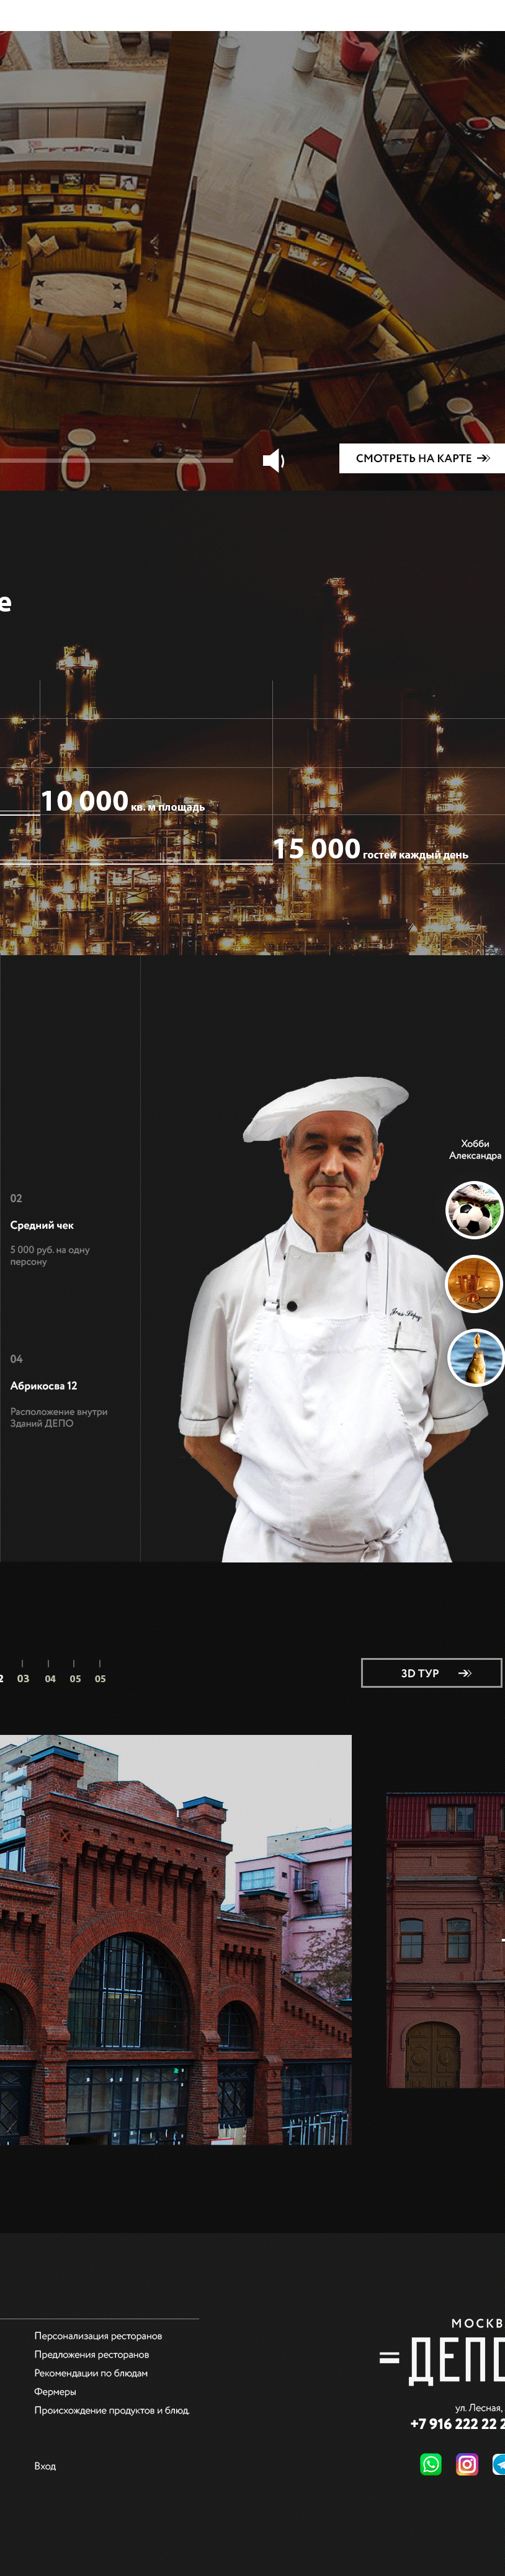 СМОТРЕТЬ НА КАРТЕ
е
10 000 кв. м площадь
15 000 гостей каждый день
Хобби
Александра
02
Средний чек
5 000 руб. на одну
персону
04
Абрикосва 12
Расположение внутри
Зданий ДЕПО
2 03 04 05 05
3D ТУР
МОСКВ
ДЕПО
Персонализация ресторанов
Предложения ресторанов
Рекомендации по блюдам
Фермеры
Происхождение продуктов и блюд.
ул. Лесная,
+7 916 222 22 2
Вход